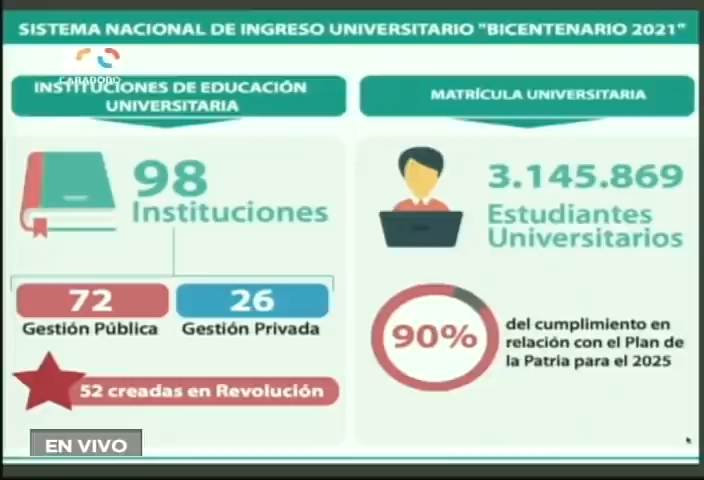 SISTEMA NACIONAL DE INGRESO UNIVERSITARIO "BICENTENARIO 2021"
CARABOBO
INSTITUCIONES DE EDUCACIÓN
UNIVERSITARIA
MATRÍCULA UNIVERSITARIA
98
Instituciones
3.145.869
Estudiantes
Universitarios
72
Gestión Pública
26
Gestión Privada
90%
del cumplimiento en
relación con el Plan de
la Patria para el 2025
52 creadas en Revolución
EN VIVO